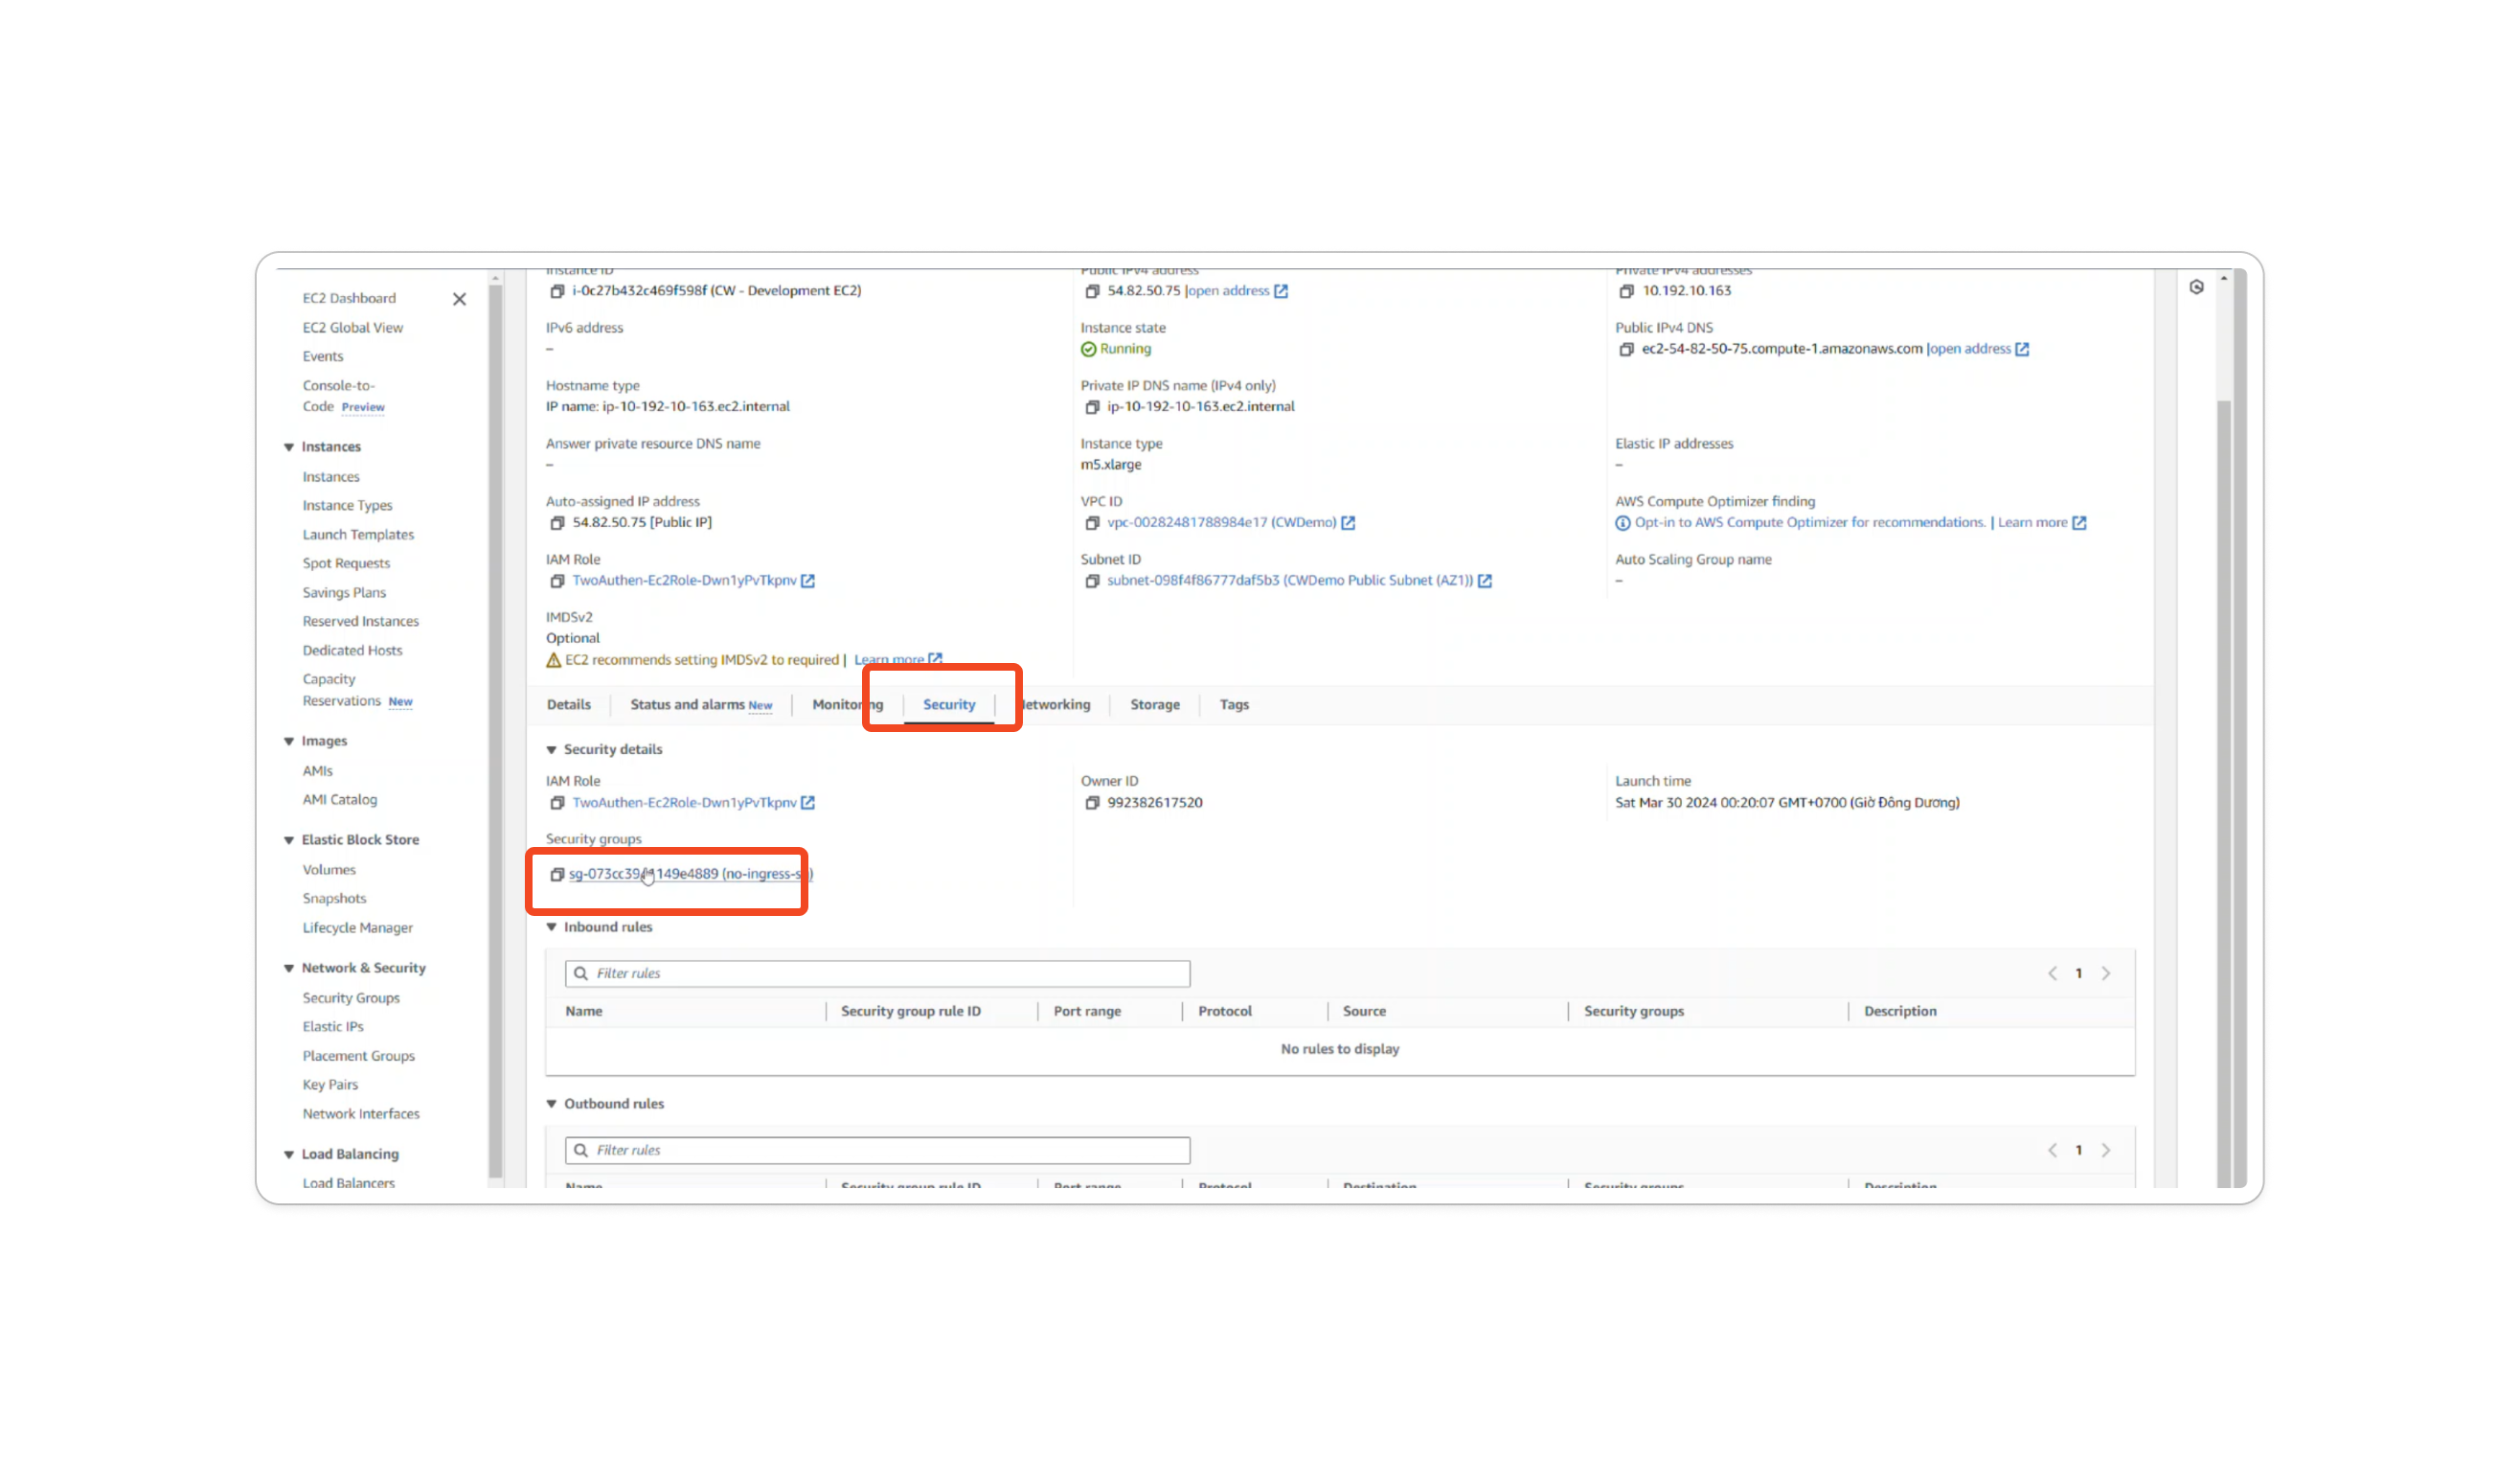 EC2 Dashboard
EC2 Global View
Events
Console-to-
Code Preview
Instances
Instances
Instance Types
Launch Templates
Spot Requests
Savings Plans
Reserved Instances
Dedicated Hosts
Capacity
Reservations New
Images
AMIs
AMI Catalog
Elastic Block Store
Volumes
Snapshots
Lifecycle Manager
Network & Security
Security Groups
Elastic IPs
Placement Groups
Key Pairs
Network Interfaces
Load Balancing
Load Balancers
Instance ID
i-0c27b432c469f598f (CW - Development EC2)
Public IPv4 address
54.82.50.75 |open address
Private IPv4 addresses
10.192.10.163
IPv6 address
–
Instance state
Running
Public IPv4 DNS
ec2-54-82-50-75.compute-1.amazonaws.com |open address
Hostname type
IP name: ip-10-192-10-163.ec2.internal
Private IP DNS name (IPv4 only)
ip-10-192-10-163.ec2.internal
Answer private resource DNS name
–
Instance type
m5.xlarge
Elastic IP addresses
–
Auto-assigned IP address
54.82.50.75 [Public IP]
VPC ID
vpc-00282481788984e17 (CWDemo)
AWS Compute Optimizer finding
Opt-in to AWS Compute Optimizer for recommendations. | Learn more
IAM Role
TwoAuthen-Ec2Role-Dwn1yPvTkpnv
Subnet ID
subnet-098f4f86777daf5b3 (CWDemo Public Subnet (AZ1))
Auto Scaling Group name
–
IMDSv2
Optional
EC2 recommends setting IMDSv2 to required | Learn more
Details Status and alarms New Monitoring Security Networking Storage Tags
Security details
IAM Role
TwoAuthen-Ec2Role-Dwn1yPvTkpnv
Owner ID
992382617520
Launch time
Sat Mar 30 2024 00:20:07 GMT+0700 (Giờ Đông Dương)
Security groups
(no-ingress-sg)
Inbound rules
Filter rules
1
Name Security group rule ID Port range Protocol Source Security groups Description
No rules to display
Outbound rules
Filter rules
1
Name Security group rule ID Port range Protocol Destination Security groups Description